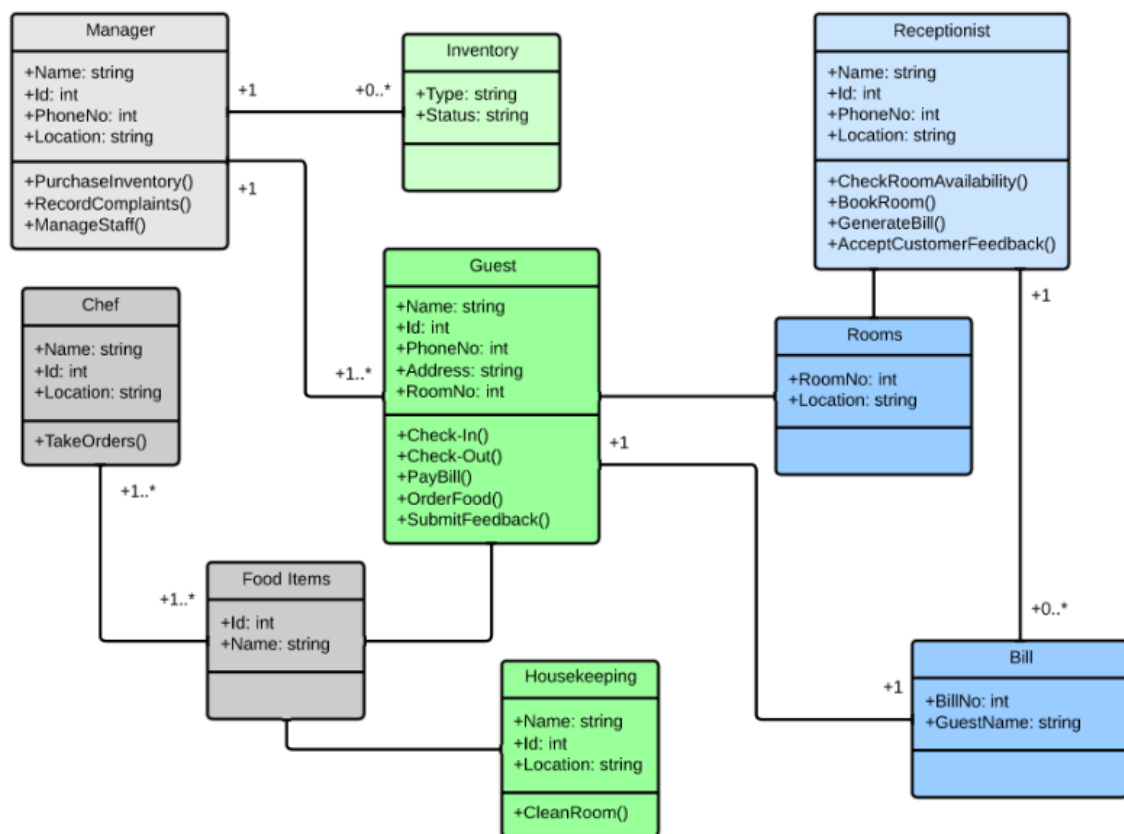 Manager
+Name: string
+Id: int
+PhoneNo: int
+Location: string
+PurchaseInventory()
+RecordComplaints()
+ManageStaff()
+1
+0..*
+1
Inventory
+Type: string
+Status: string
Receptionist
+Name: string
+Id: int
+PhoneNo: int
+Location: string
+CheckRoomAvailability()
+BookRoom()
+GenerateBill()
+AcceptCustomerFeedback()
+1
Chef
+Name: string
+Id: int
+Location: string
+TakeOrders()
+1..*
+1..*
Guest
+Name: string
+Id: int
+PhoneNo: int
+Address: string
+RoomNo: int
+Check-In()
+Check-Out()
+PayBill()
+OrderFood()
+SubmitFeedback()
+1
Rooms
+RoomNo: int
+Location: string
+1..*
Food Items
+Id: int
+Name: string
Housekeeping
+Name: string
+Id: int
+Location: string
+CleanRoom()
+0..*
+1
Bill
+BillNo: int
+GuestName: string